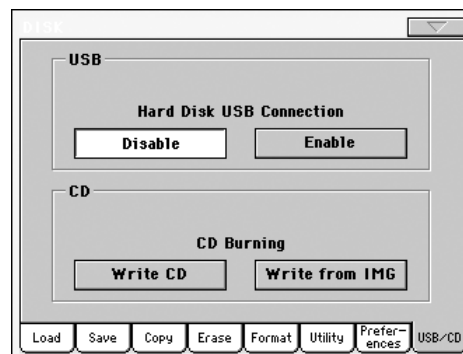 DISK
USB
Hard Disk USB Connection
Disable
Enable
CD
CD Burning
Write CD
Write from IMG
Load
Save
Copy
Erase
Format
Utility
Prefer-
ences
USB/CD